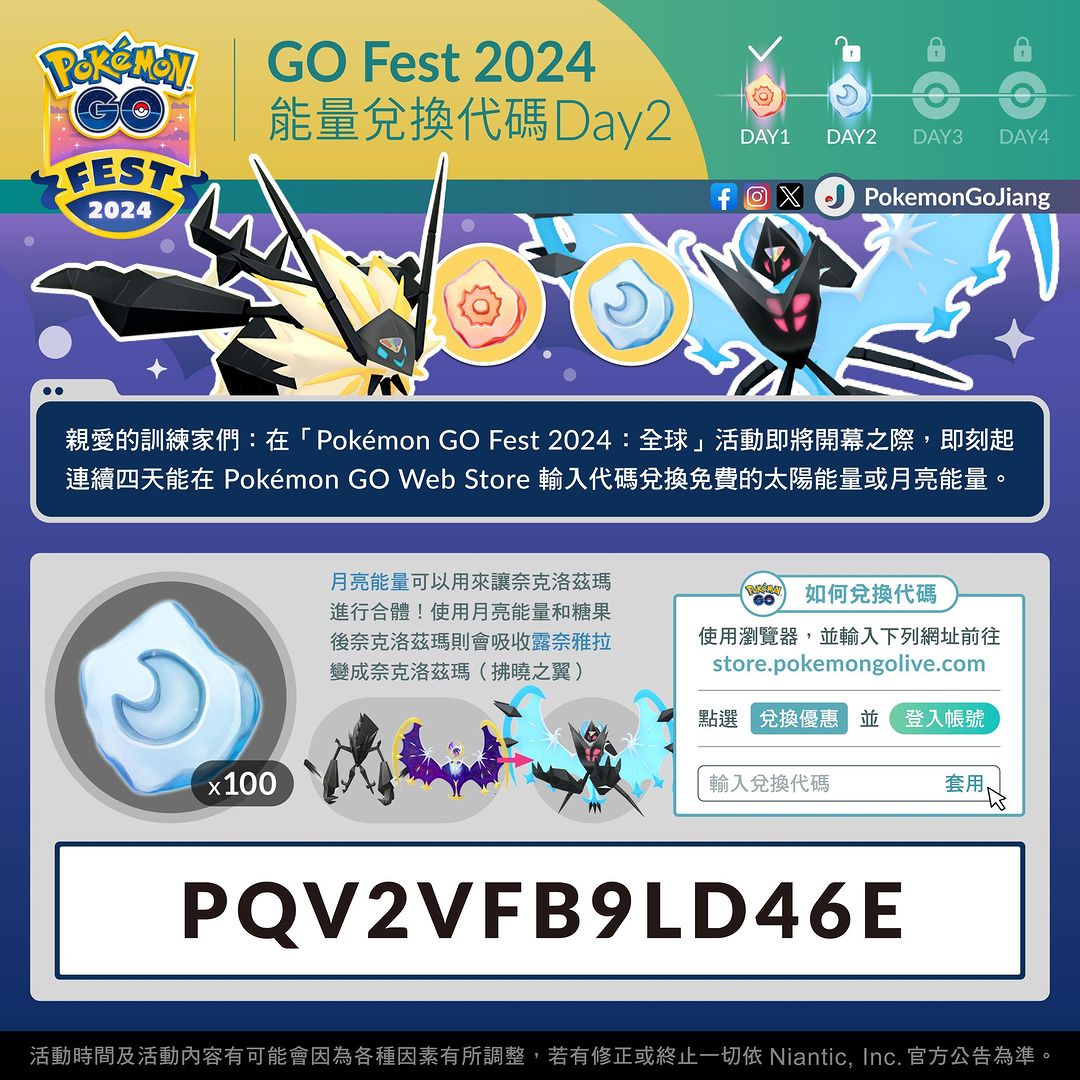 POKÉMON
GO
FEST
2024
GO Fest 2024
能量兌換代碼Day2
DAY1 DAY2 DAY3 DAY4
PokemonGoJiang
親愛的訓練家們：在「Pokémon GO Fest 2024：全球」活動即將開幕之際，即刻起
連續四天能在 Pokémon GO Web Store 輸入代碼兌換免費的太陽能量或月亮能量。
x100
月亮能量可以用來讓奈克洛茲瑪
進行合體！使用月亮能量和糖果
後奈克洛茲瑪則會吸收露奈雅拉
變成奈克洛茲瑪（拂曉之翼）
POKÉMON
GO
如何兌換代碼
使用瀏覽器，並輸入下列網址前往
store.pokemongolive.com
點選 兌換優惠 並 登入帳號
輸入兌換代碼 套用
PQV2VFB9LD46E
活動時間及活動內容有可能會因為各種因素有所調整，若有修正或終止一切依 Niantic, Inc. 官方公告為準。